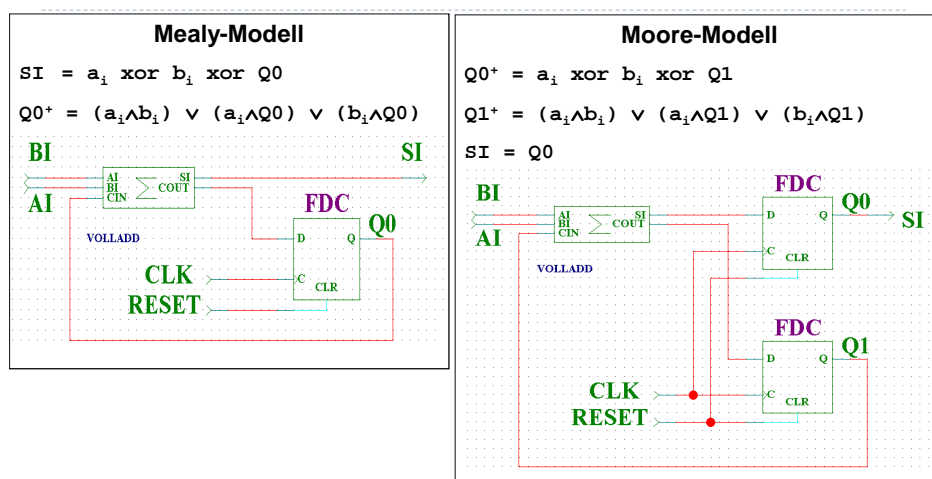 Mealy-Modell
SI = aᵢ xor bᵢ xor Q0
Q0⁺ = (aᵢ∧bᵢ) ∨ (aᵢ∧Q0) ∨ (bᵢ∧Q0)
BI
SI
AI
AI
BI
CIN
SI
COUT
VOLLADD
FDC
Q0
D
Q
C
CLR
CLK
RESET
Moore-Modell
Q0⁺ = aᵢ xor bᵢ xor Q1
Q1⁺ = (aᵢ∧bᵢ) ∨ (aᵢ∧Q1) ∨ (bᵢ∧Q1)
SI = Q0
BI
AI
AI
BI
CIN
SI
COUT
VOLLADD
FDC
Q0
SI
D
Q
C
CLR
FDC
Q1
D
Q
C
CLR
CLK
RESET